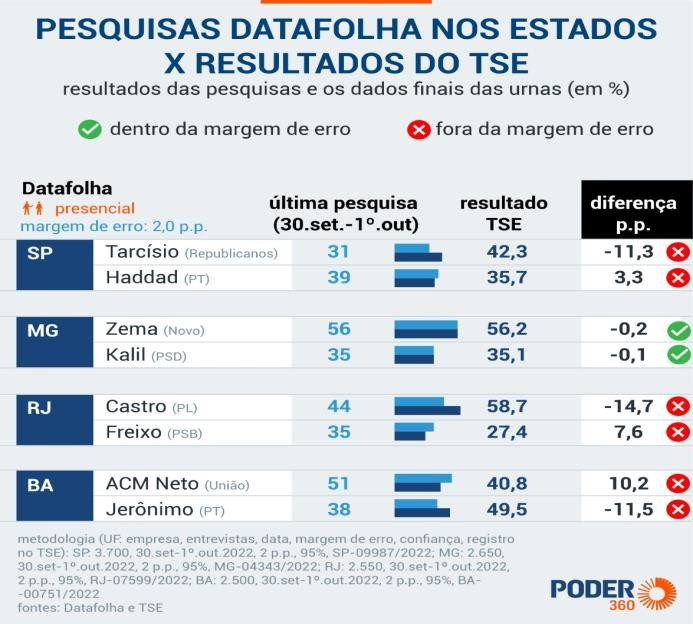 PESQUISAS DATAFOLHA NOS ESTADOS
X RESULTADOS DO TSE
resultados das pesquisas e os dados finais das urnas (em %)
dentro da margem de erro fora da margem de erro
Datafolha
presencial
margem de erro: 2,0 p.p.
última pesquisa
(30.set.-1º.out)
resultado
TSE
diferença
p.p.
SP Tarcísio (Republicanos) 31 42,3 -11,3
Haddad (PT) 39 35,7 3,3
MG Zema (Novo) 56 56,2 -0,2
Kalil (PSD) 35 35,1 -0,1
RJ Castro (PL) 44 58,7 -14,7
Freixo (PSB) 35 27,4 7,6
BA ACM Neto (União) 51 40,8 10,2
Jerônimo (PT) 38 49,5 -11,5
metodologia (UF: empresa, entrevistas, data, margem de erro, confiança, registro
no TSE): SP: 3.700, 30.set-1º.out.2022, 2 p.p., 95%, SP-09987/2022; MG: 2.650,
30.set-1º.out.2022, 2 p.p., 95%, MG-04343/2022; RJ: 2.550, 30.set-1º.out.2022,
2 p.p., 95%, RJ-07599/2022; BA: 2.500, 30.set-1º.out.2022, 2 p.p., 95%, BA-
-00751/2022
fontes: Datafolha e TSE
PODER
360